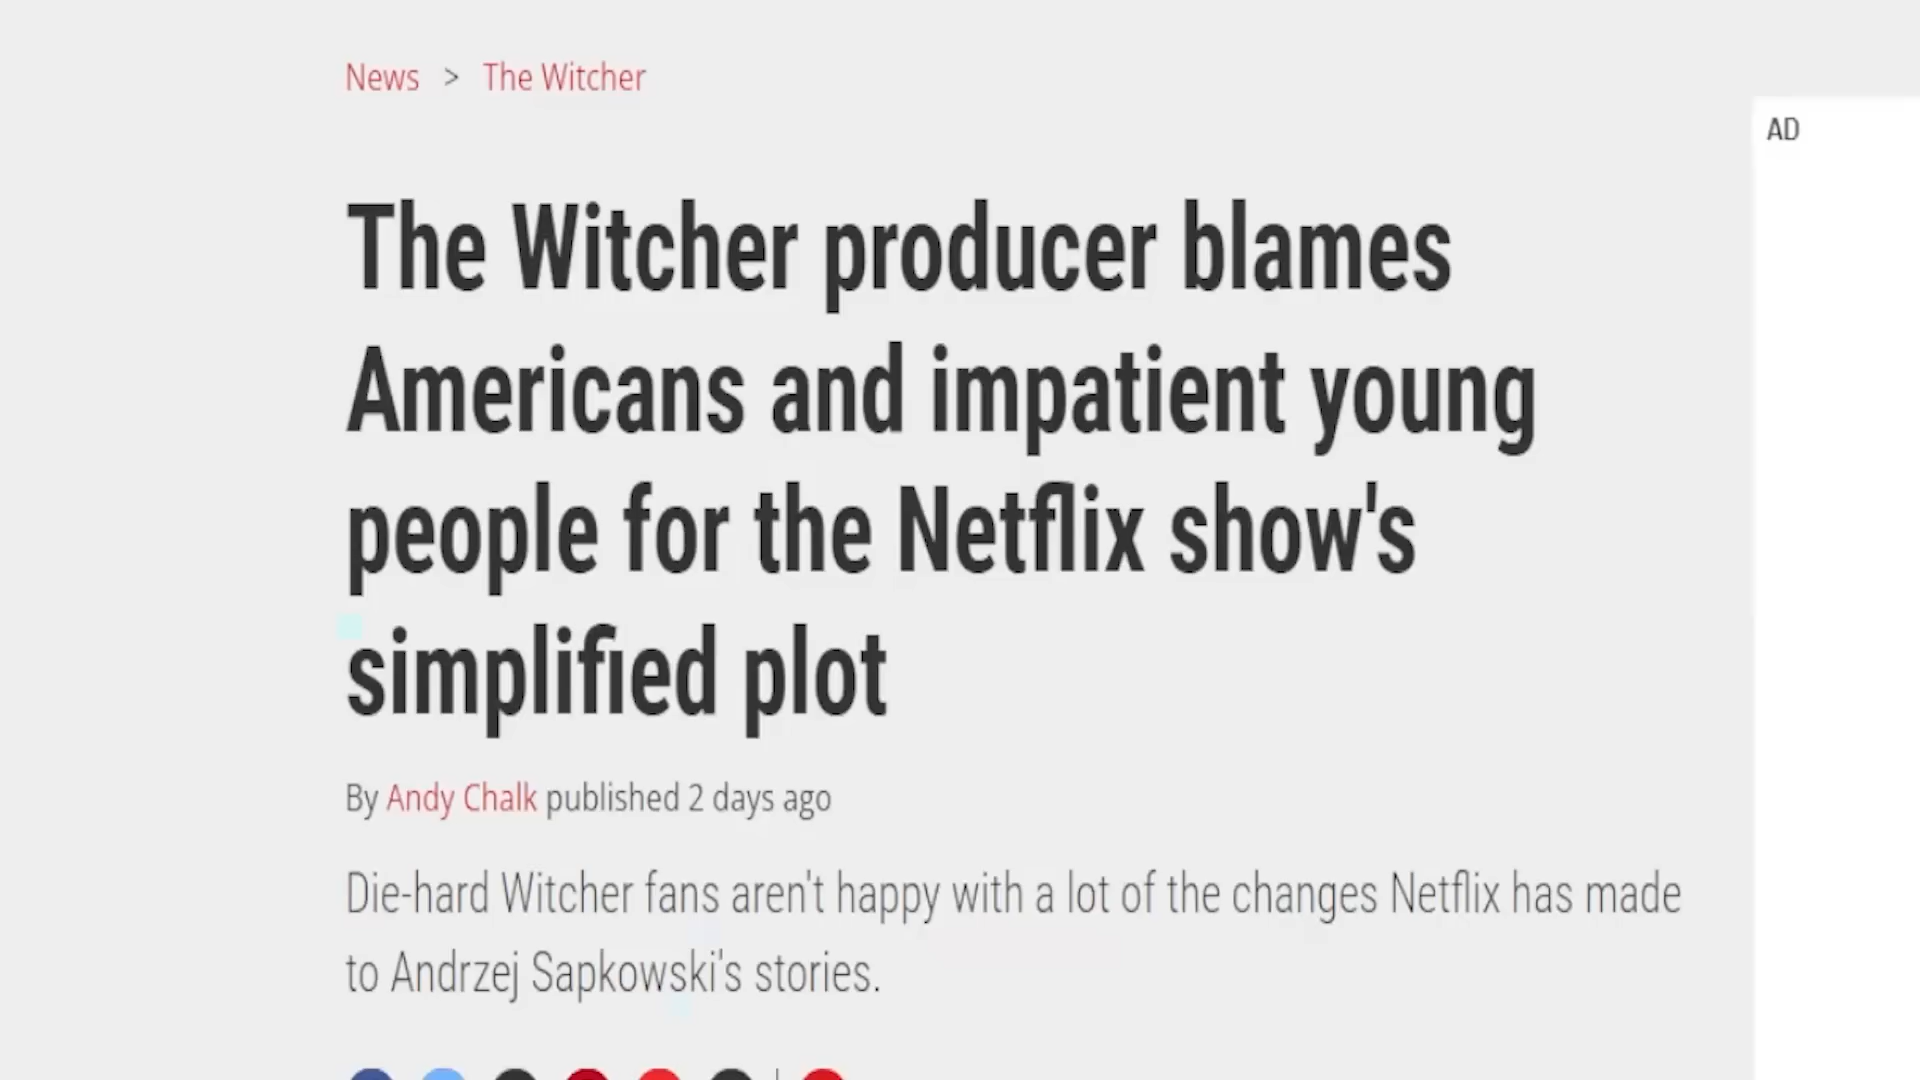 News > The Witcher
AD
The Witcher producer blames
Americans and impatient young
people for the Netflix show's
simplified plot
By Andy Chalk published 2 days ago
Die-hard Witcher fans aren't happy with a lot of the changes Netflix has made
to Andrzej Sapkowski's stories.